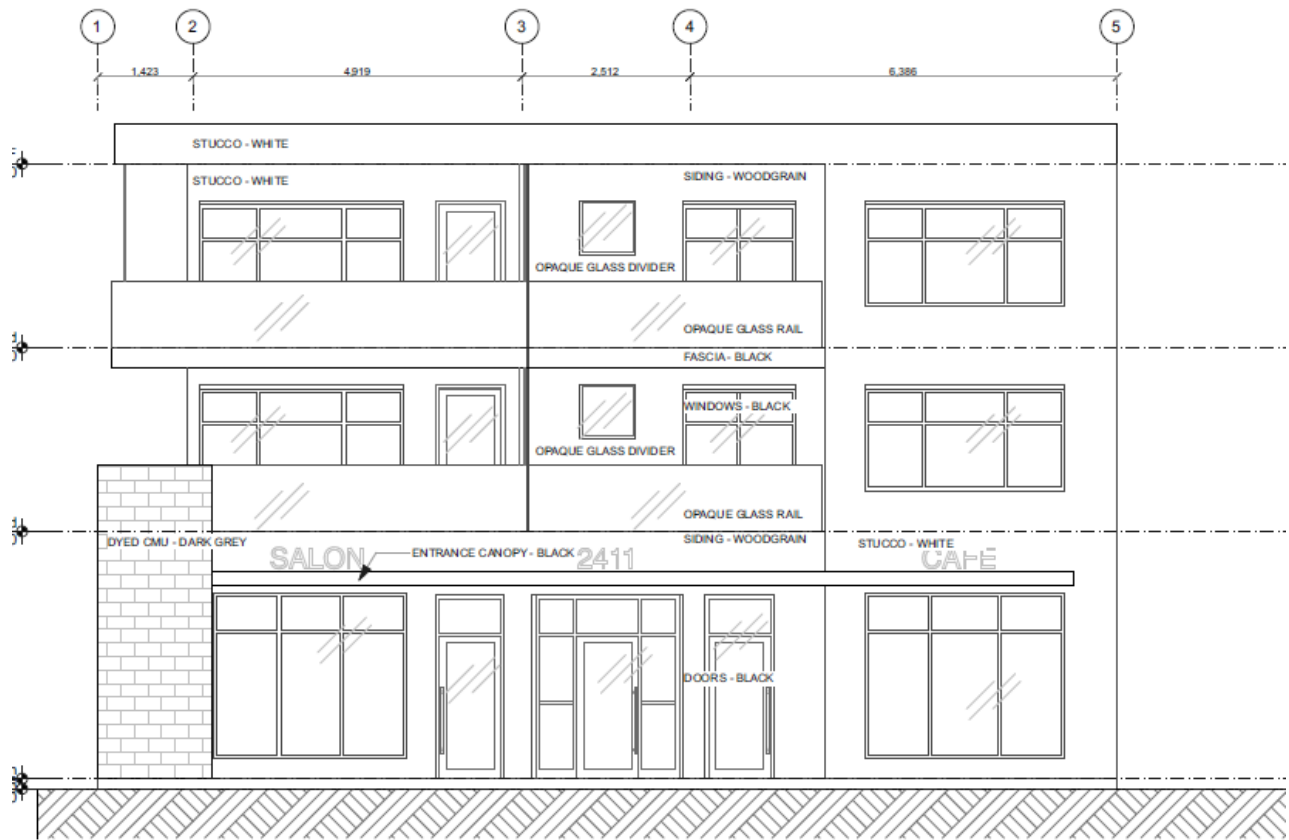 1 2 3 4 5
1,423 4,919 2,512 6,386
STUCCO - WHITE
STUCCO - WHITE
SIDING - WOODGRAIN
OPAQUE GLASS DIVIDER
OPAQUE GLASS RAIL
FASCIA - BLACK
WINDOWS - BLACK
OPAQUE GLASS DIVIDER
OPAQUE GLASS RAIL
DYED CMU - DARK GREY
SIDING - WOODGRAIN
STUCCO - WHITE
SALON
ENTRANCE CANOPY - BLACK
2411
CAFE
DOORS - BLACK